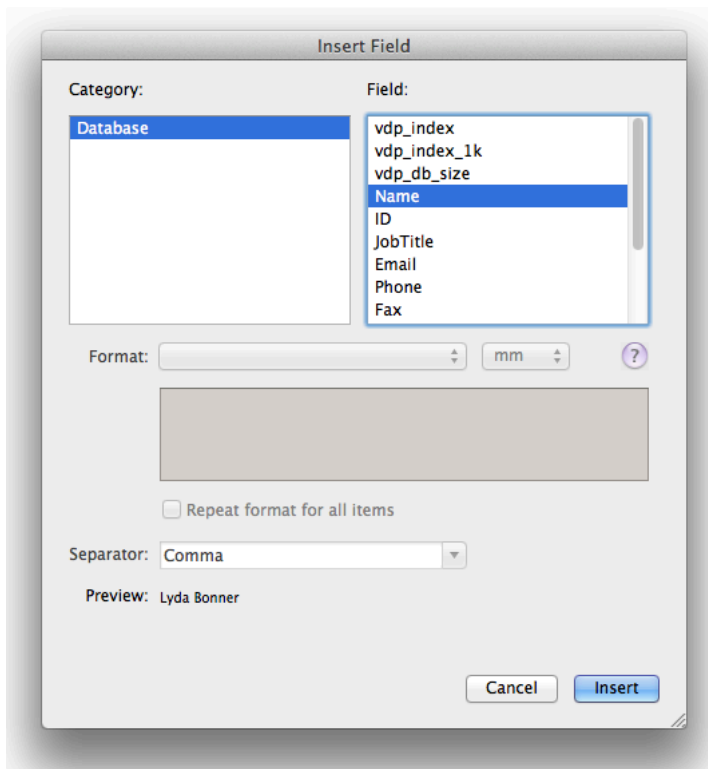 Insert Field
Category:
Field:
Database
vdp_index
vdp_index_1k
vdp_db_size
Name
ID
JobTitle
Email
Phone
Fax
Format:
mm
?
Repeat format for all items
Separator: Comma
Preview: Lyda Bonner
Cancel
Insert